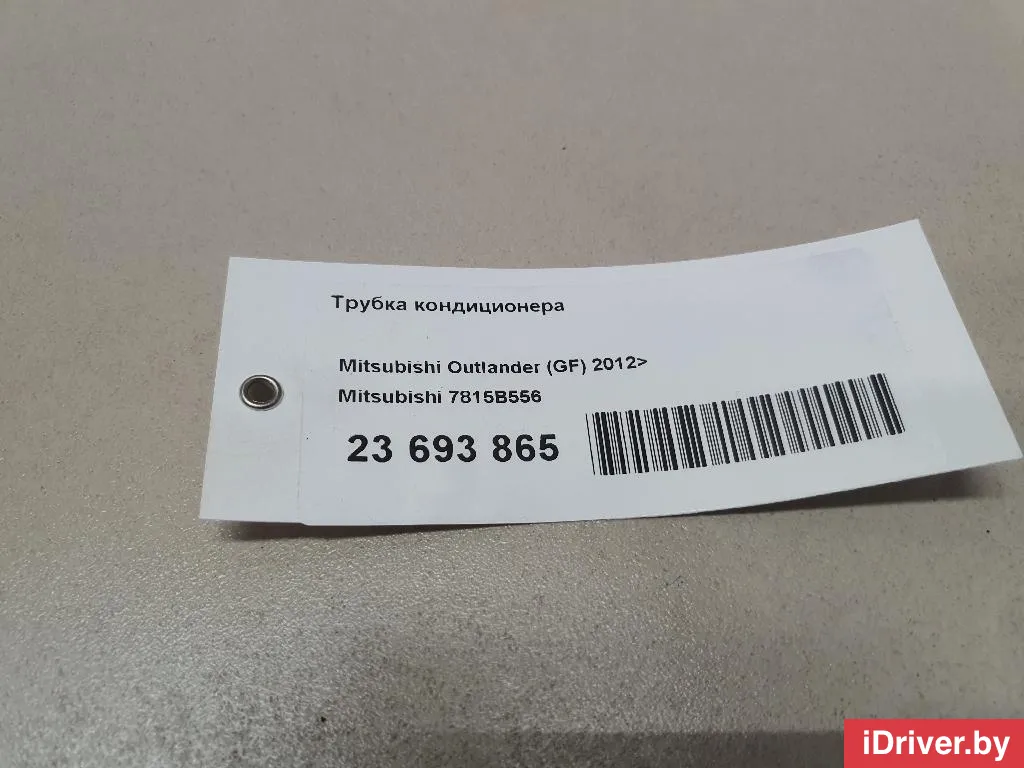 Трубка кондиционера
Mitsubishi Outlander (GF) 2012>
Mitsubishi 7815B556
23 693 865
iDriver.by